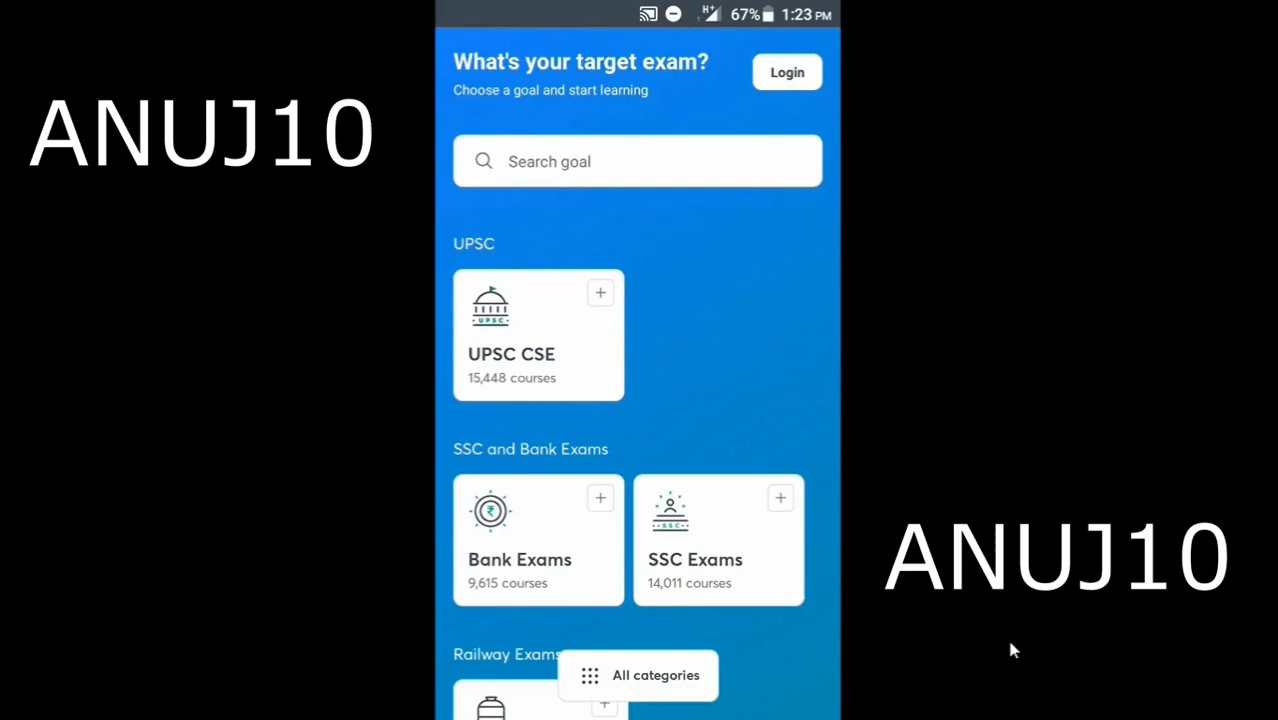 H+ 67% 1:23 PM
What's your target exam?
Login
Choose a goal and start learning
ANUJ10
Search goal
UPSC
UPSC
UPSC CSE
15,448 courses
SSC and Bank Exams
₹
SSC
Bank Exams
SSC Exams
9,615 courses
14,011 courses
ANUJ10
Railway Exams
All categories